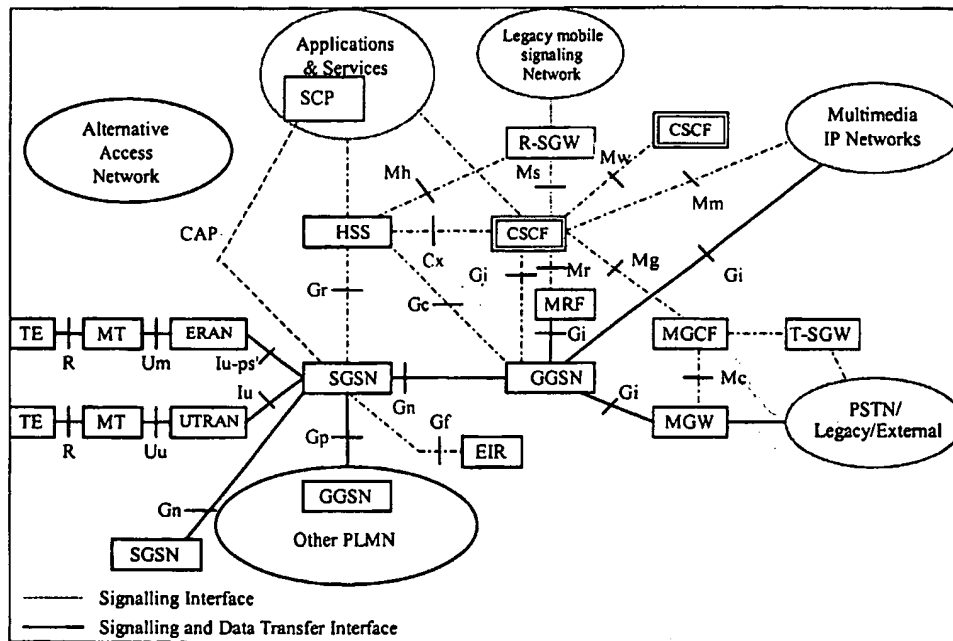 Applications
& Services
SCP
Legacy mobile
signaling
Network
Alternative
Access
Network
CSCF
Multimedia
IP Networks
R-SGW
Mh
Ms
Mw
Mm
CAP
HSS
Cx
CSCF
Gr
Gc
Gi
Mr
Mg
Gi
MRF
Gi
MGCF
T-SGW
TE
R
MT
Um
ERAN
Iu-ps'
SGSN
Gn
GGSN
Gi
Mc
TE
R
MT
Uu
UTRAN
Iu
MGW
PSTN/
Legacy/External
Gp
Gf
EIR
Gn
GGSN
Other PLMN
SGSN
Signalling Interface
Signalling and Data Transfer Interface